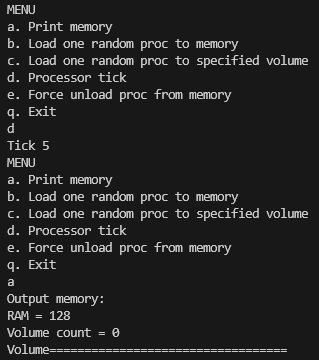 MENU
a. Print memory
b. Load one random proc to memory
c. Load one random proc to specified volume
d. Processor tick
e. Force unload proc from memory
q. Exit
d
Tick 5
MENU
a. Print memory
b. Load one random proc to memory
c. Load one random proc to specified volume
d. Processor tick
e. Force unload proc from memory
q. Exit
a
Output memory:
RAM = 128
Volume count = 0
Volume==================================